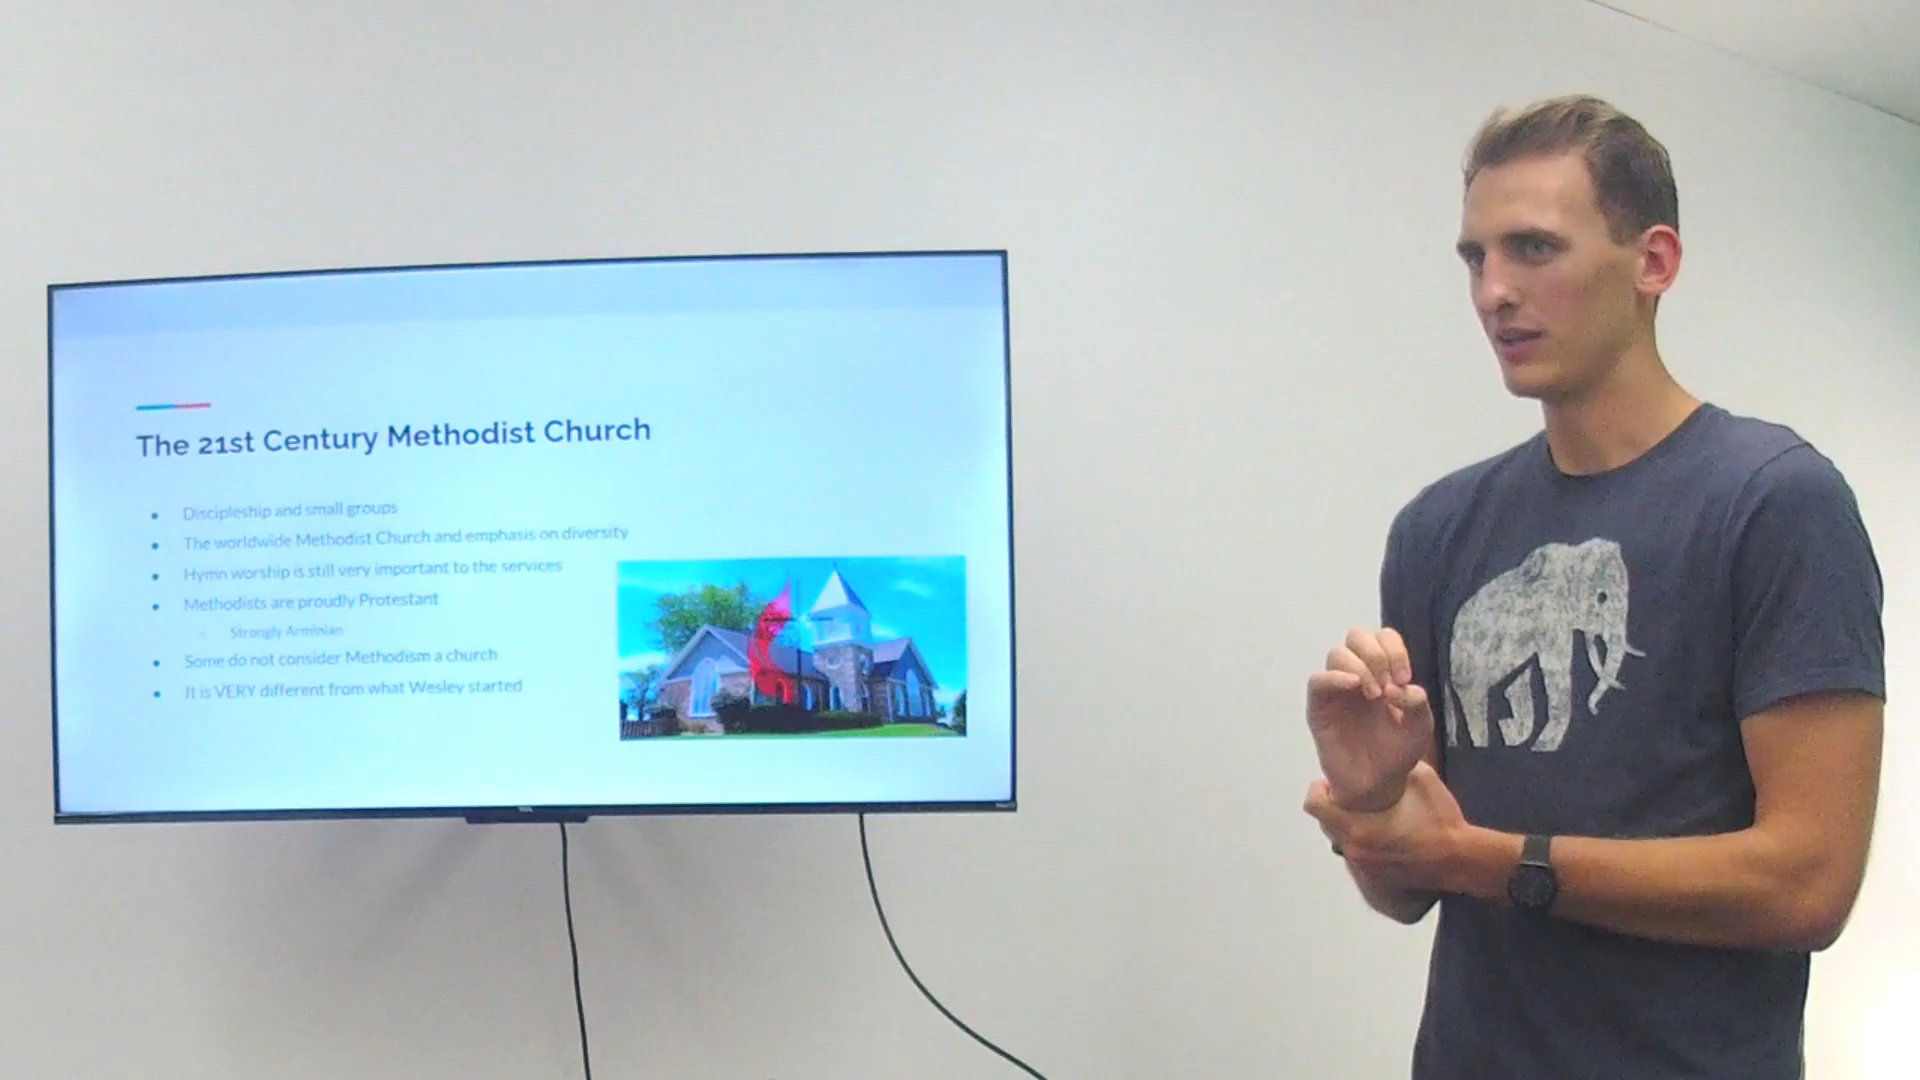 The 21st Century Methodist Church
Discipleship and small groups
The worldwide Methodist Church and emphasis on diversity
Hymn worship is still very important to the services
Methodists are proudly Protestant
Strongly Arminian
Some do not consider Methodism a church
It is VERY different from what Wesley started